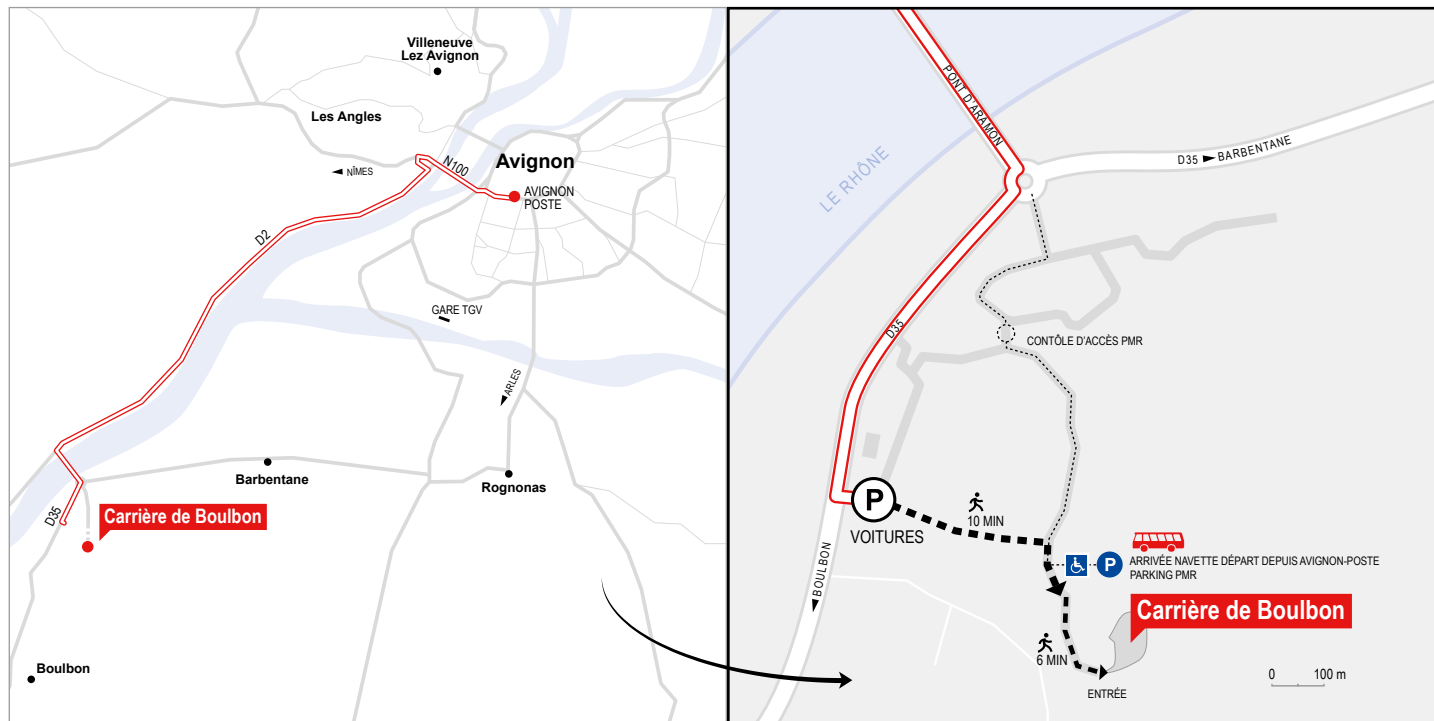 Villeneuve
Lez Avignon
Les Angles
NÎMES
N100
Avignon
AVIGNON
POSTE
D2
GARE TGV
ARLES
Barbentane
Rognonas
D35
Carrière de Boulbon
Boulbon
PONT D'ARAMON
LE RHÔNE
D35 BARBENTANE
D35
CONTÔLE D'ACCÈS PMR
P
VOITURES
10 MIN
BOULBON
P
ARRIVÉE NAVETTE DÉPART DEPUIS AVIGNON-POSTE
PARKING PMR
Carrière de Boulbon
6 MIN
ENTRÉE
0 100 m